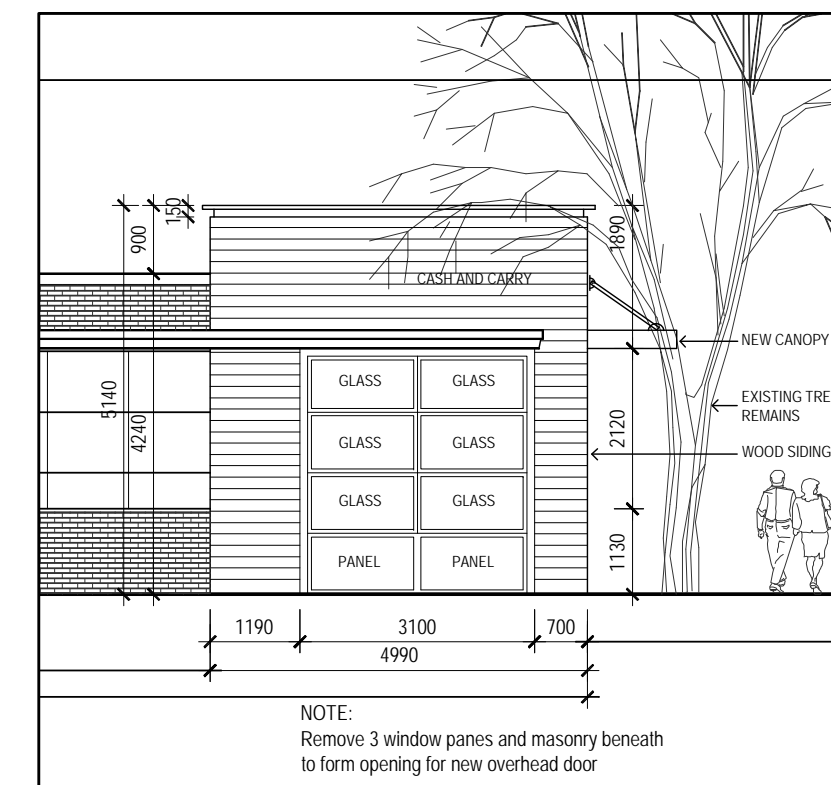 150
900
1890
CASH AND CARRY
NEW CANOPY
GLASS GLASS
5140
4240
EXISTING TRE
REMAINS
GLASS GLASS
2120
WOOD SIDING
GLASS GLASS
PANEL PANEL
1130
1190 3100 700
4990
NOTE:
Remove 3 window panes and masonry beneath
to form opening for new overhead door